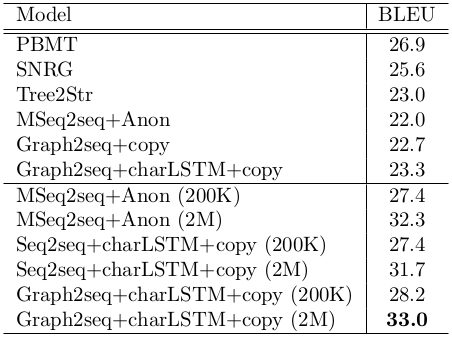 Model BLEU
PBMT 26.9
SNRG 25.6
Tree2Str 23.0
MSeq2seq+Anon 22.0
Graph2seq+copy 22.7
Graph2seq+charLSTM+copy 23.3
MSeq2seq+Anon (200K) 27.4
MSeq2seq+Anon (2M) 32.3
Seq2seq+charLSTM+copy (200K) 27.4
Seq2seq+charLSTM+copy (2M) 31.7
Graph2seq+charLSTM+copy (200K) 28.2
Graph2seq+charLSTM+copy (2M) 33.0